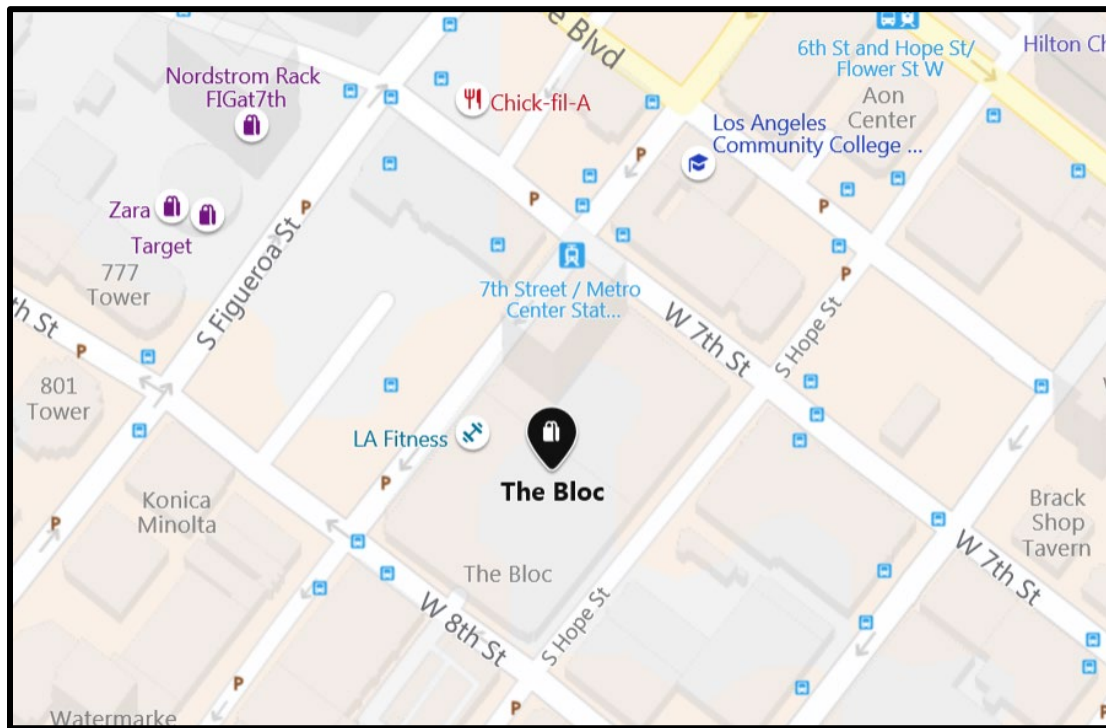 e Blvd
6th St and Hope St/
Flower St W
Hilton Ch
Nordstrom Rack
FIGat7th
Chick-fil-A
Aon
Center
Los Angeles
Community College ...
P
P
P
P
Zara
Target
777
Tower
S Figueroa St
7th Street / Metro
Center Stat...
P
W 7th St
S Hope St
th St
P
801
Tower
LA Fitness
The Bloc
P
Konica
Minolta
P
Brack
Shop
Tavern
W 7th St
The Bloc
W 8th St
S Hope St
P
P
P
Watermarke